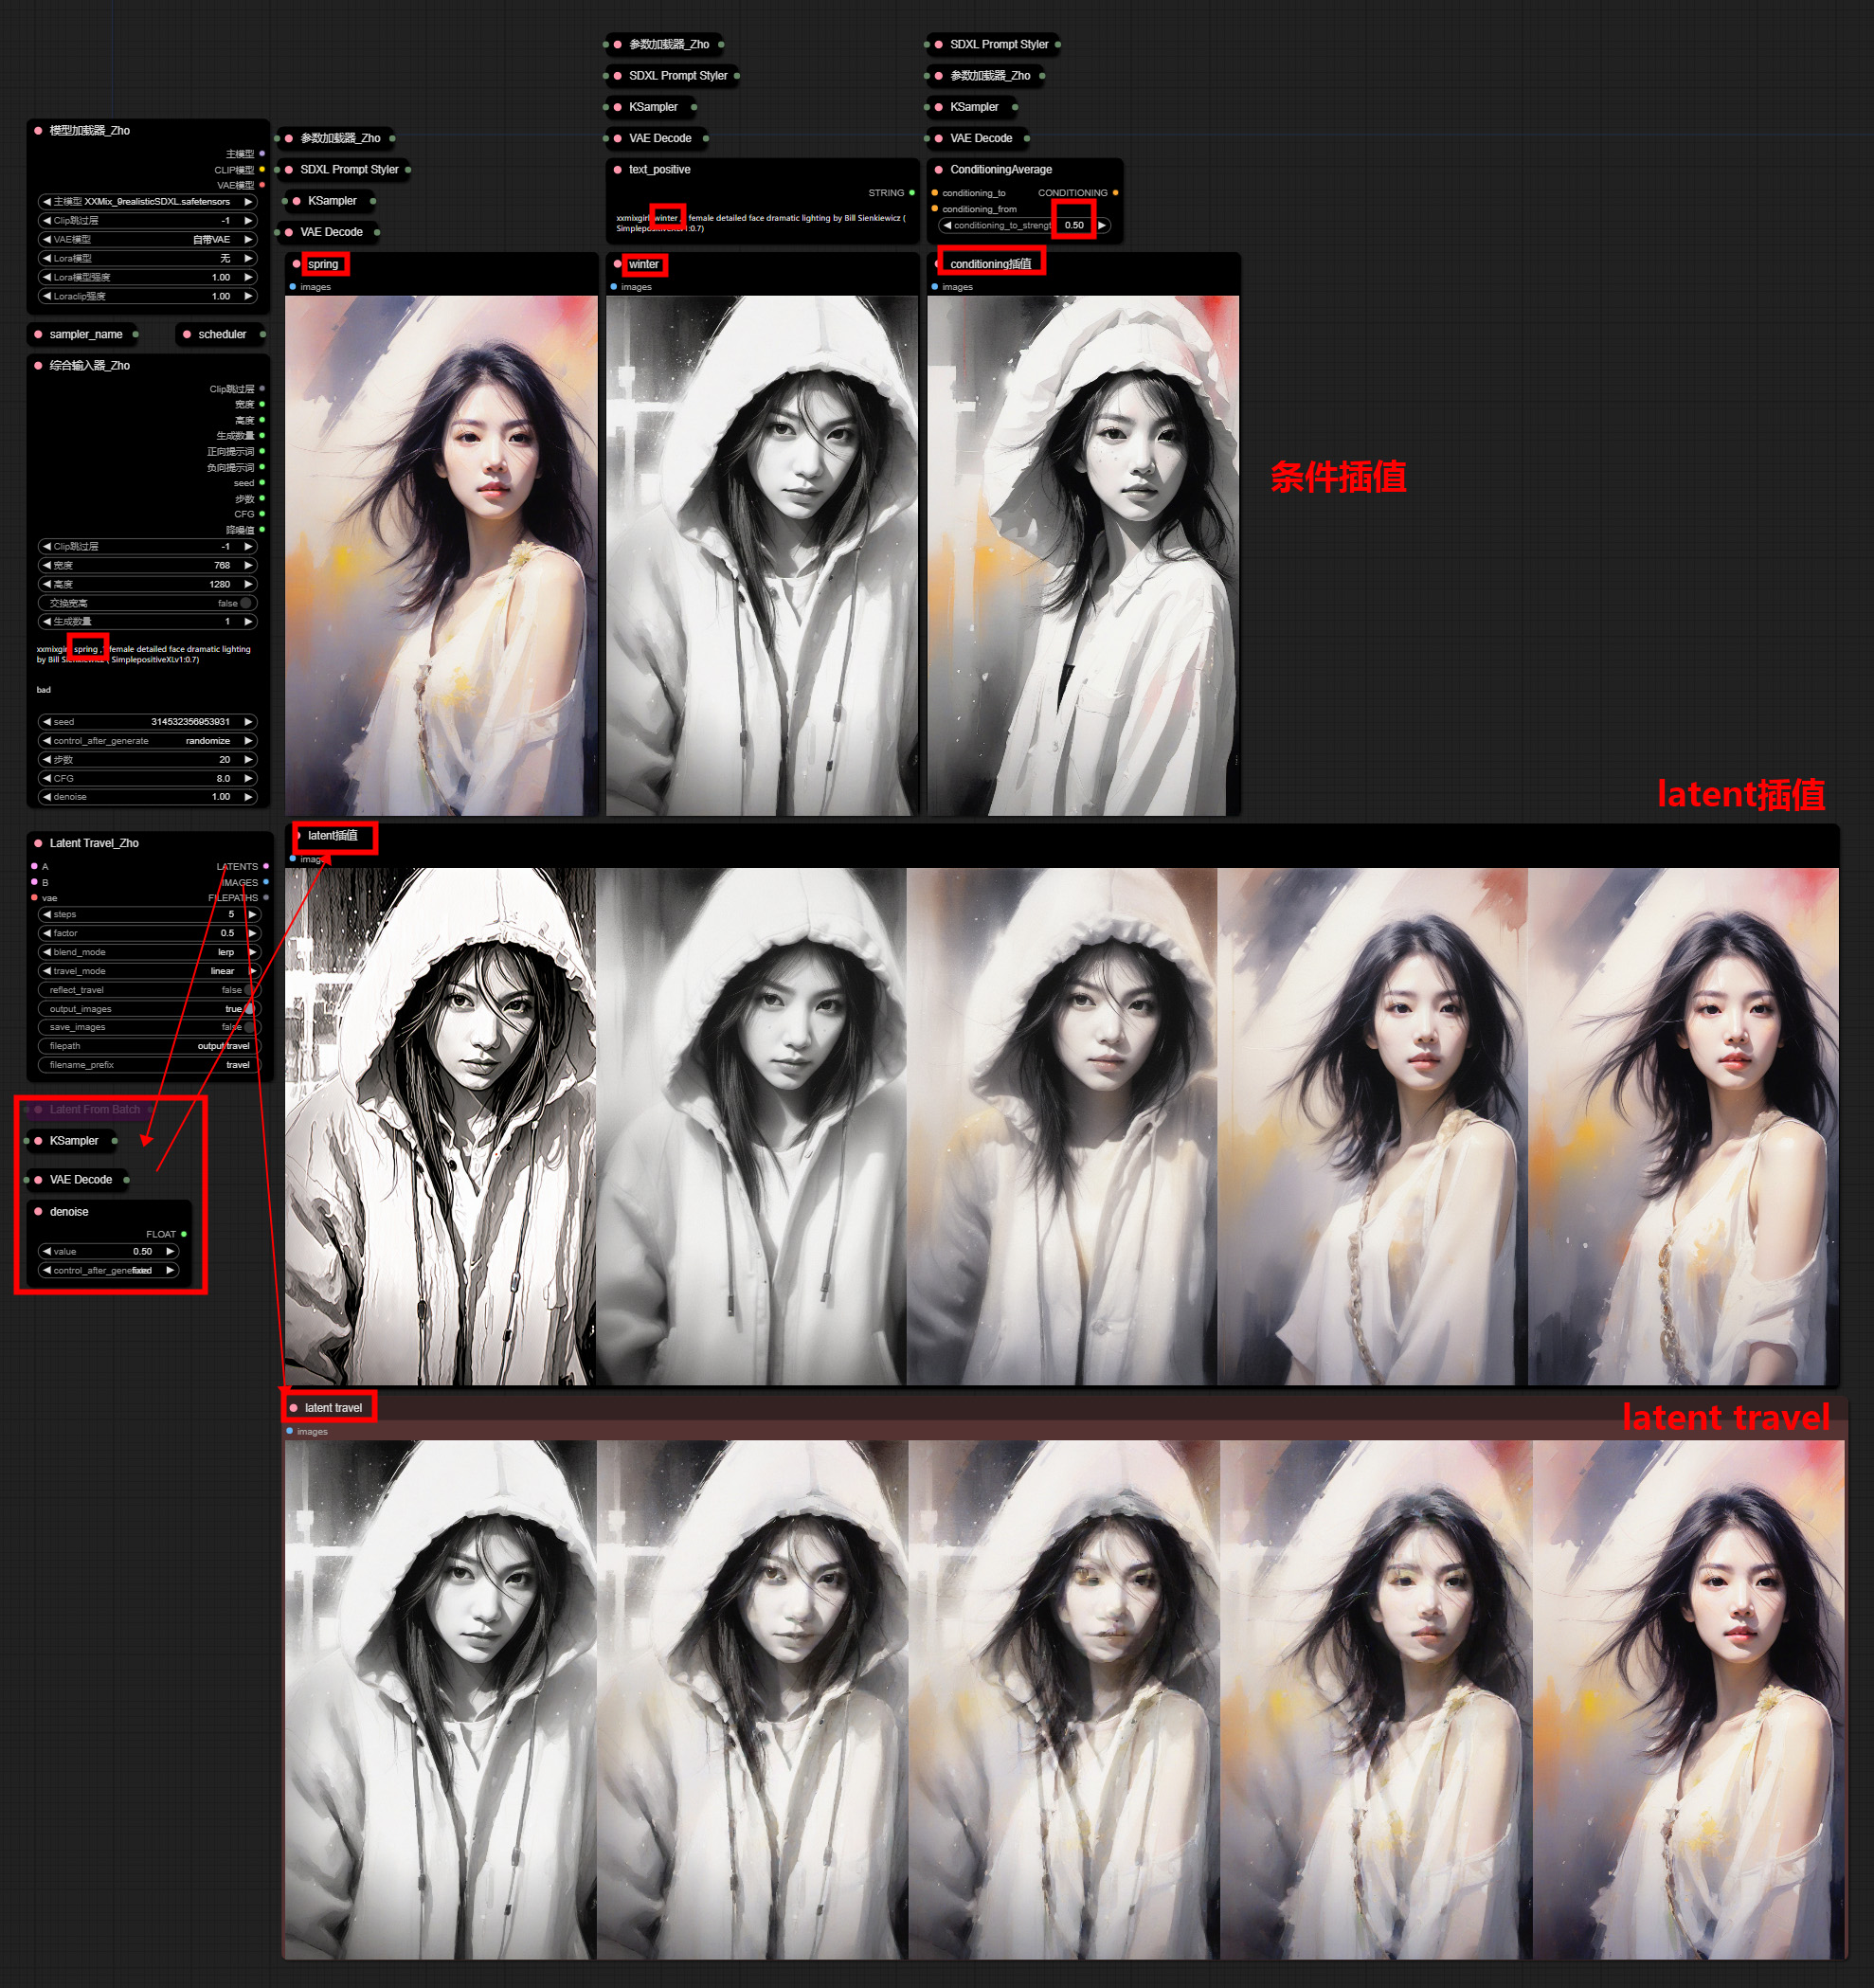 参数加载器_Zho
SDXL Prompt Styler
KSampler
VAE Decode
text_positive
STRING
xxmixgirl winter , female detailed face dramatic lighting by Bill Sienkiewicz (
SDXL Prompt Styler
参数加载器_Zho
KSampler
VAE Decode
ConditioningAverage
conditioning_to CONDITIONING
conditioning_from
conditioning_to_strengt 0.50
模型加载器_Zho
主模型
CLIP模型
VAE模型
主模型 XXMix_9realisticSDXL.safetensors
Clip跳过层 -1
VAE模型 自带VAE
Lora模型 无
Lora模型强度 1.00
Loraclip强度 1.00
参数加载器_Zho
SDXL Prompt Styler
KSampler
VAE Decode
sampler_name
scheduler
综合输入器_Zho
Clip跳过层
宽度
高度
生成数量
正向提示词
负向提示词
seed
步数
CFG
降噪值
Clip跳过层 -1
宽度 768
高度 1280
交换宽高 false
生成数量 1
spring , female detailed face dramatic lighting
by Bill Sienkiewicz ( SimplepositiveXLv1:0.7)
bad
seed 314532356953931
control_after_generate randomize
步数 20
CFG 8.0
denoise 1.00
spring
images
winter
images
conditioning插值
images
条件插值
latent插值
Latent Travel_Zho
A LATENTS
B IMAGES
vae FILEPATHS
steps 5
factor 0.5
blend_mode lerp
travel_mode linear
reflect_travel false
output_images true
save_images false
filepath output/travel
filename_prefix travel
latent插值
Latent From Batch
KSampler
VAE Decode
denoise
FLOAT
value 0.50
fixed
latent travel
images
latent travel